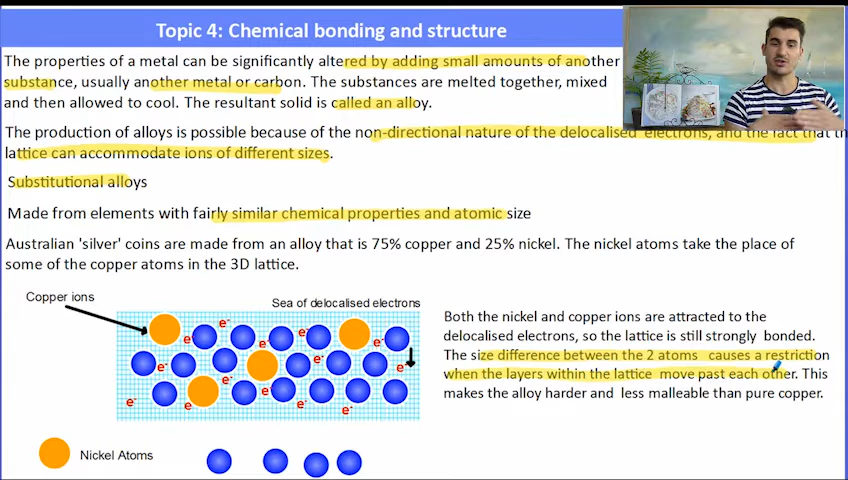 Topic 4: Chemical bonding and structure
The properties of a metal can be significantly altered by adding small amounts of another
substance, usually another metal or carbon. The substances are melted together, mixed
and then allowed to cool. The resultant solid is called an alloy.
The production of alloys is possible because of the non-directional nature of the delocalised electrons, and the fact that
lattice can accommodate ions of different sizes.
Substitutional alloys
Made from elements with fairly similar chemical properties and atomic size
Australian 'silver' coins are made from an alloy that is 75% copper and 25% nickel. The nickel atoms take the place of
some of the copper atoms in the 3D lattice.
Copper ions
Sea of delocalised electrons
e⁻
e⁻ e⁻ e⁻
e⁻ e⁻ e⁻
e⁻ e⁻ e⁻
e⁻ e⁻
Both the nickel and copper ions are attracted to the
delocalised electrons, so the lattice is still strongly bonded.
The size difference between the 2 atoms causes a restriction
when the layers within the lattice move past each other. This
makes the alloy harder and less malleable than pure copper.
Nickel Atoms